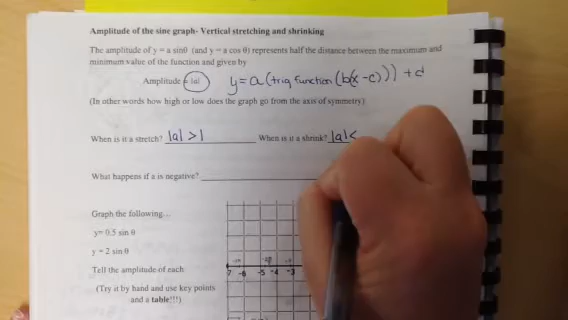 Amplitude of the sine graph- Vertical stretching and shrinking
The amplitude of y = a sinθ (and y = a cos θ) represents half the distance between the maximum and
minimum value of the function and given by
Amplitude = |a| y = a(trig function (b(x-c))) + d
(In other words how high or low does the graph go from the axis of symmetry)
When is it a stretch? |a| > 1 When is it a shrink? |a| <
What happens if a is negative?
Graph the following...
y= 0.5 sin θ
y = 2 sin θ
Tell the amplitude of each
(Try it by hand and use key points
and a table!!!)
-6 -5 -4 -3